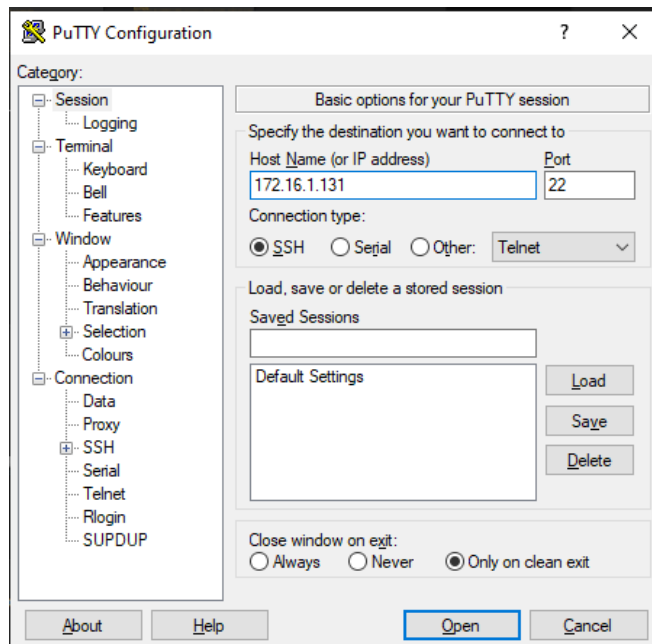 PuTTY Configuration ? X
Category:
Session
Logging
Terminal
Keyboard
Bell
Features
Window
Appearance
Behaviour
Translation
Selection
Colours
Connection
Data
Proxy
SSH
Serial
Telnet
Rlogin
SUPDUP
Basic options for your PuTTY session
Specify the destination you want to connect to
Host Name (or IP address) Port
172.16.1.131 22
Connection type:
SSH Serial Other: Telnet
Load, save or delete a stored session
Saved Sessions
Default Settings
Load
Save
Delete
Close window on exit:
Always Never Only on clean exit
About Help Open Cancel